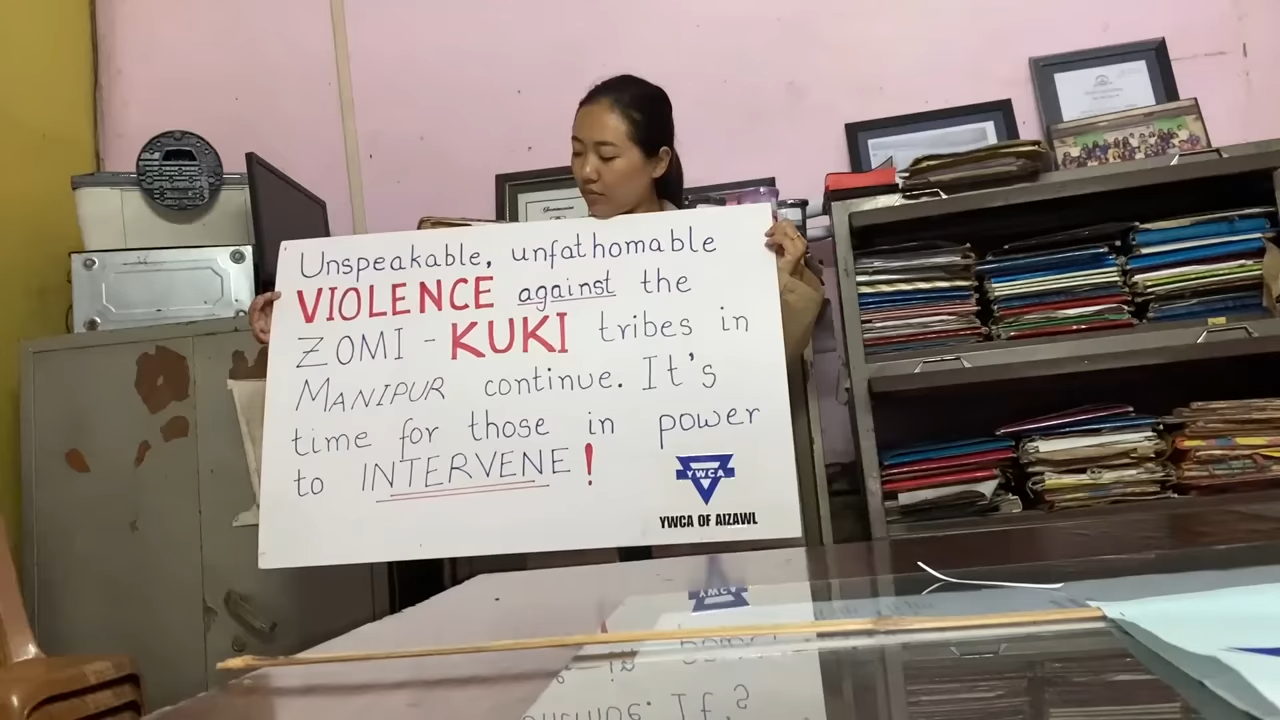 Unspeakable, unfathomable
VIOLENCE against the
ZOMI - KUKI tribes in
MANIPUR continue. It's
time for those in power
to INTERVENE!
YWCA
YWCA OF AIZAWL